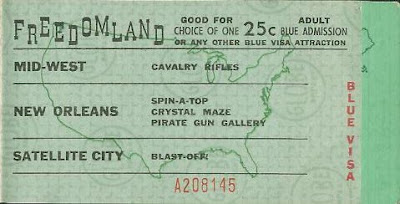 FREEDOMLAND
GOOD FOR ADULT
CHOICE OF ONE 25c BLUE ADMISSION
OR ANY OTHER BLUE VISA ATTRACTION
MID-WEST CAVALRY RIFLES
NEW ORLEANS
SPIN-A-TOP
CRYSTAL MAZE
PIRATE GUN GALLERY
SATELLITE CITY BLAST-OFF!
A208145
BLUE VISA